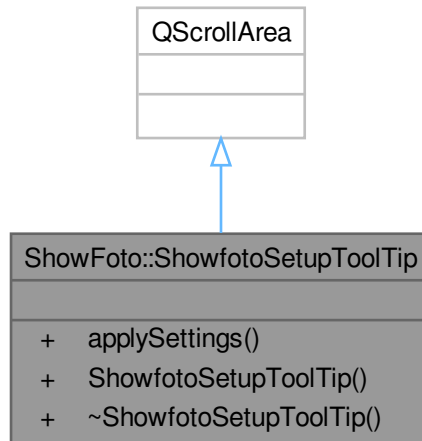 QScrollArea
ShowFoto::ShowfotoSetupToolTip
+ applySettings()
+ ShowfotoSetupToolTip()
+ ~ShowfotoSetupToolTip()